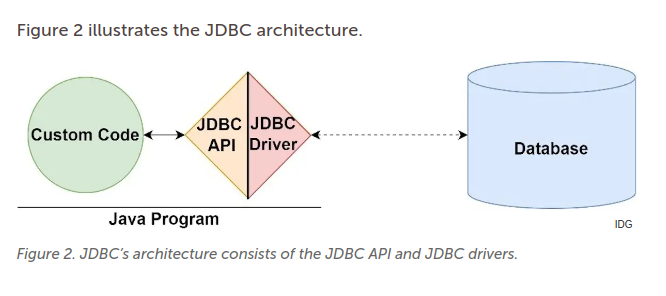 Figure 2 illustrates the JDBC architecture.
Custom Code
JDBC
API
JDBC
Driver
Database
Java Program
IDG
Figure 2. JDBC's architecture consists of the JDBC API and JDBC drivers.